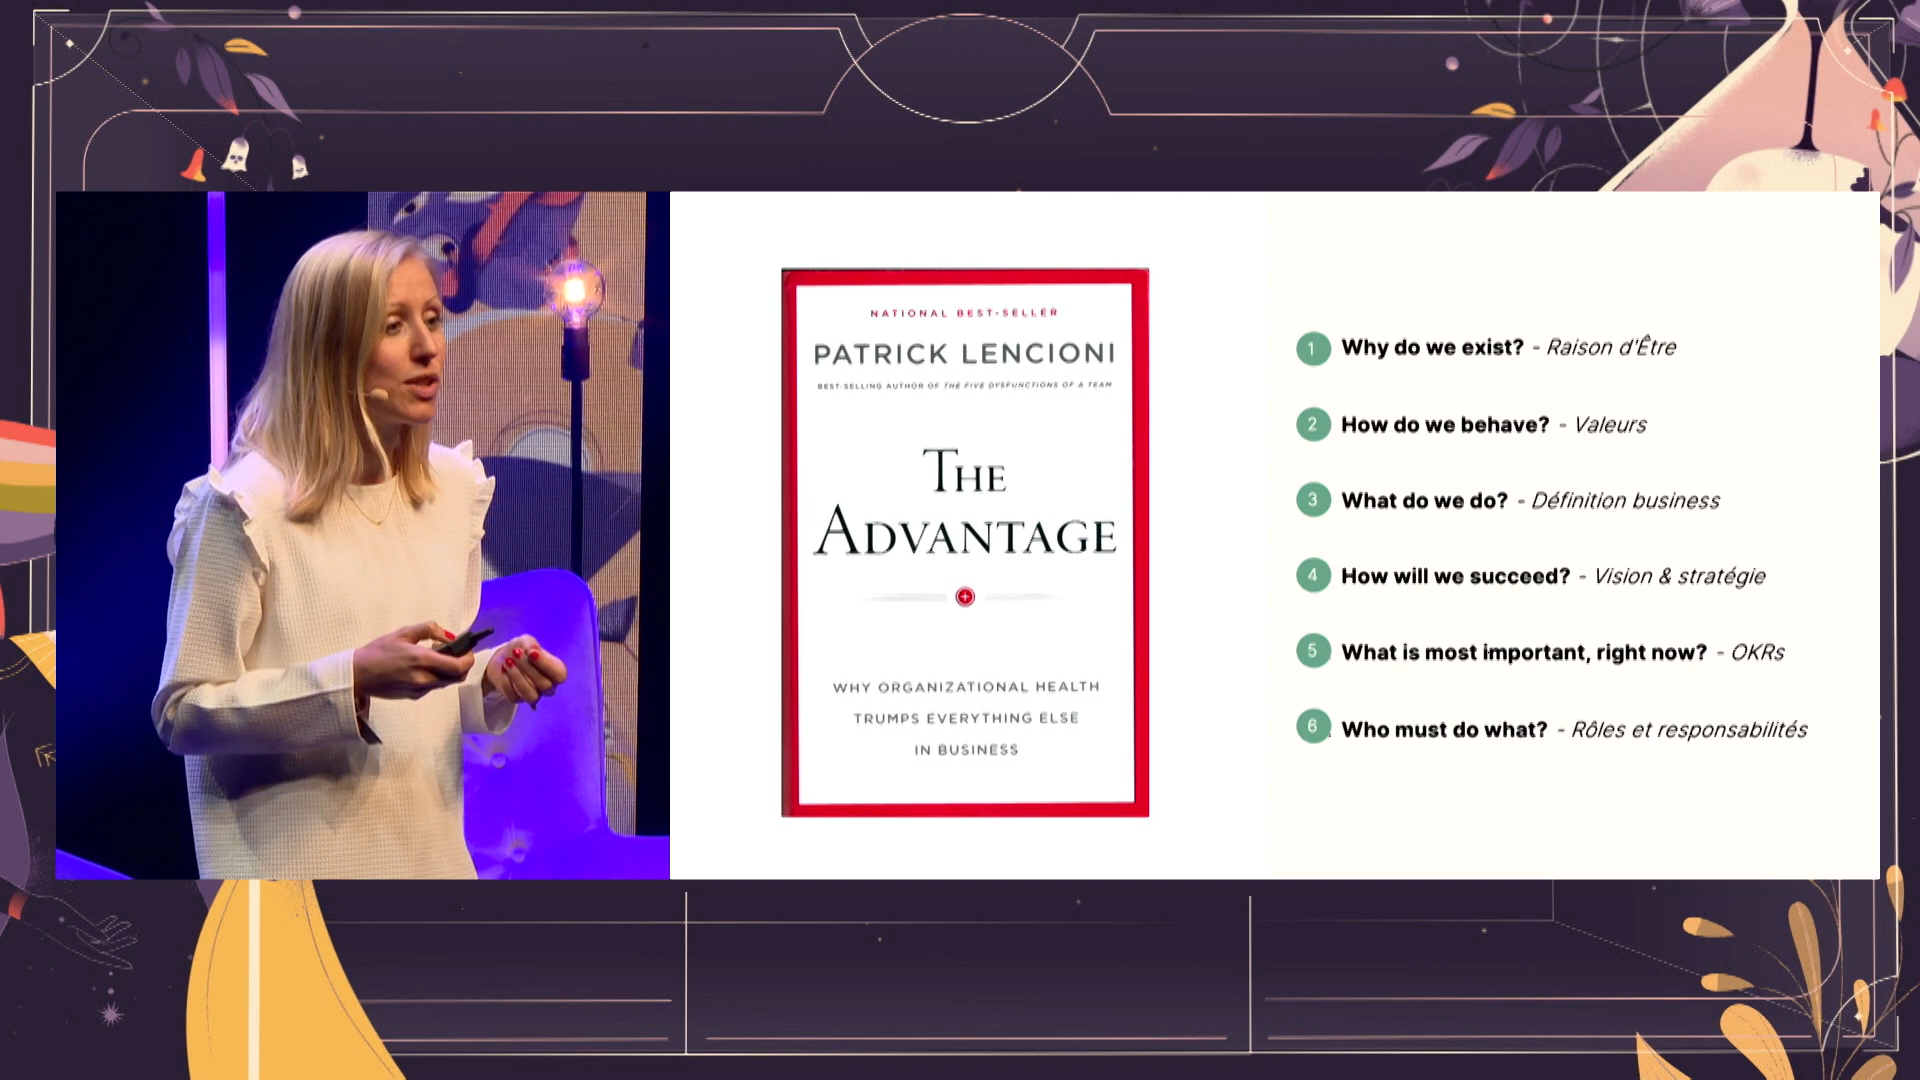 NATIONAL BEST-SELLER
PATRICK LENCIONI
BEST-SELLING AUTHOR OF THE FIVE DYSFUNCTIONS OF A TEAM
THE
ADVANTAGE
WHY ORGANIZATIONAL HEALTH
TRUMPS EVERYTHING ELSE
IN BUSINESS
1 Why do we exist? - Raison d'Être
2 How do we behave? - Valeurs
3 What do we do? - Définition business
4 How will we succeed? - Vision & stratégie
5 What is most important, right now? - OKRs
6 Who must do what? - Rôles et responsabilités